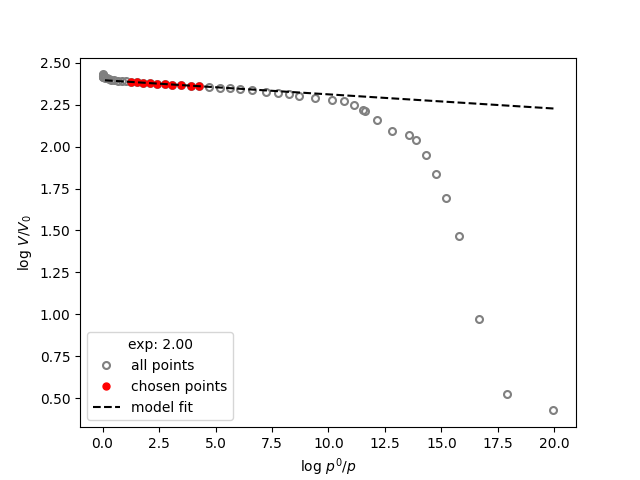 2.50
2.25
2.00
1.75
1.50
1.25
1.00
0.75
0.50
log V/V₀
exp: 2.00
all points
chosen points
model fit
0.0 2.5 5.0 7.5 10.0 12.5 15.0 17.5 20.0
log p⁰/p